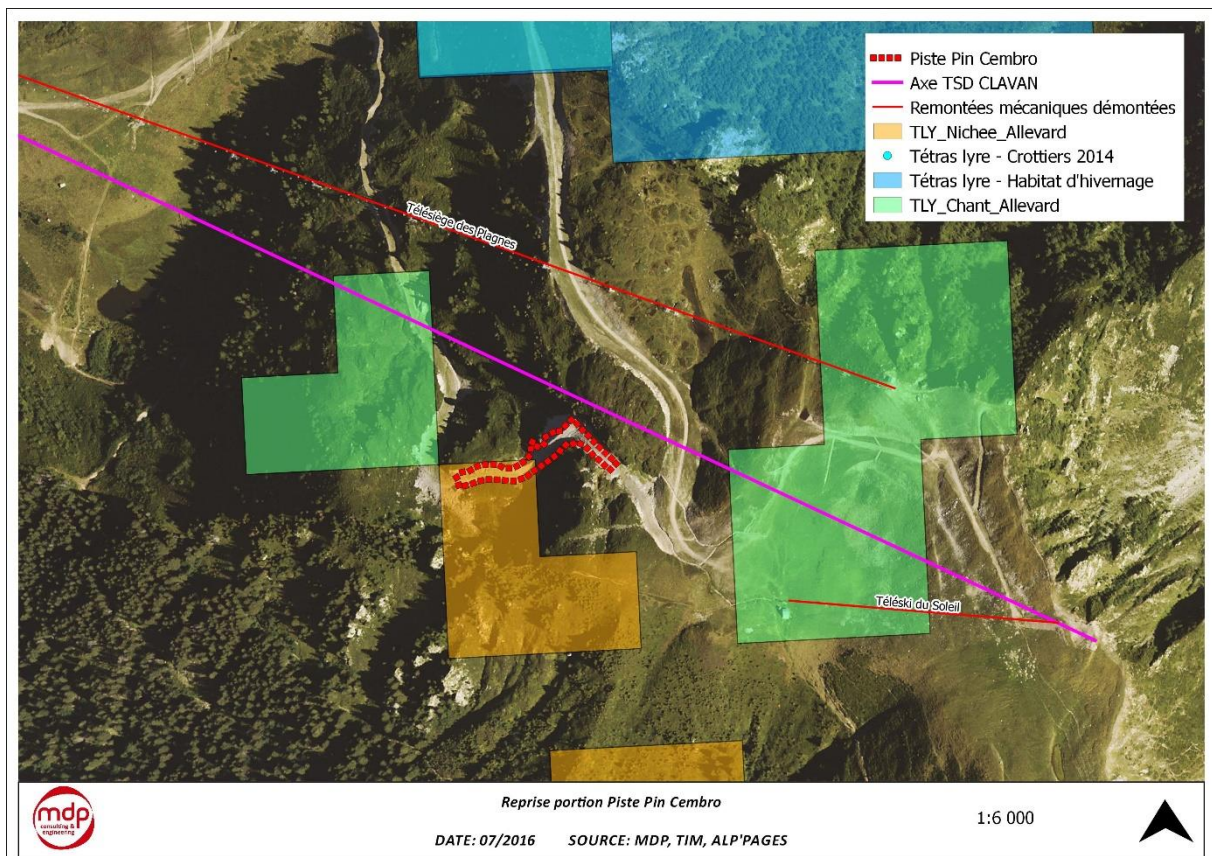 Piste Pin Cembro
Axe TSD CLAVAN
Remontées mécaniques démontées
TLY_Nichee_Allevard
Tétras lyre - Crottiers 2014
Tétras lyre - Habitat d'hivernage
TLY_Chant_Allevard
Télésiège des Plagnes
Téléski du Soleil
mdp
consulting &
engineering
Reprise portion Piste Pin Cembro
DATE: 07/2016 SOURCE: MDP, TIM, ALP'PAGES
1:6 000